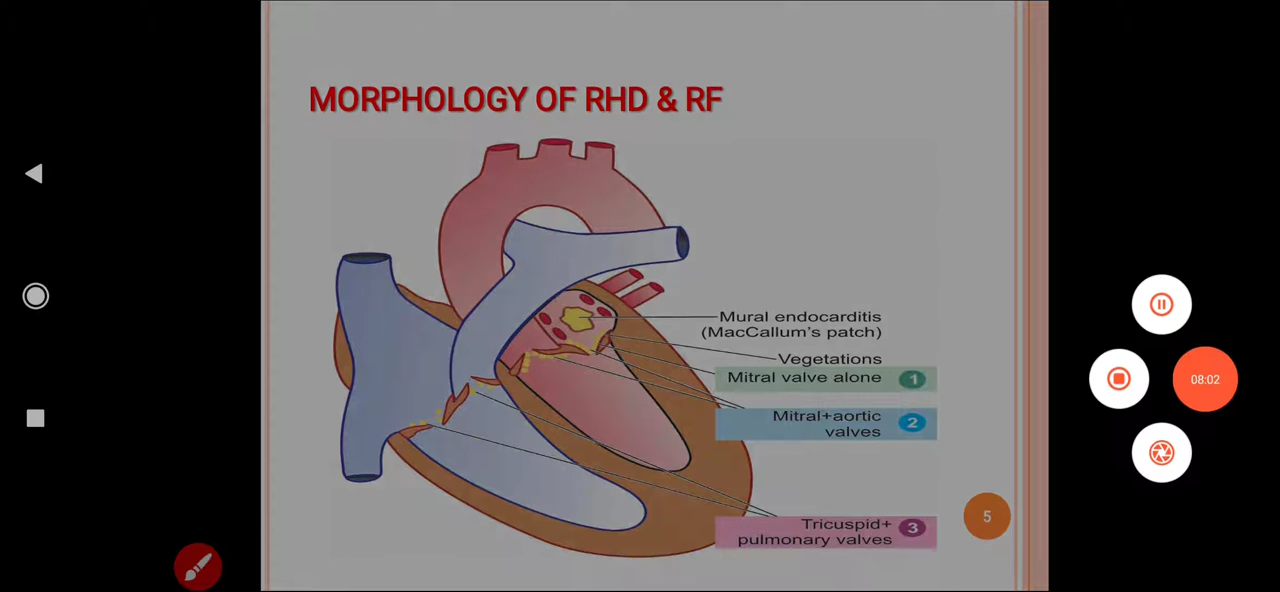 MORPHOLOGY OF RHD & RF
Mural endocarditis
(MacCallum's patch)
Vegetations
Mitral valve alone 1
Mitral+aortic 2
valves
Tricuspid+ 3
pulmonary valves
5
08:02